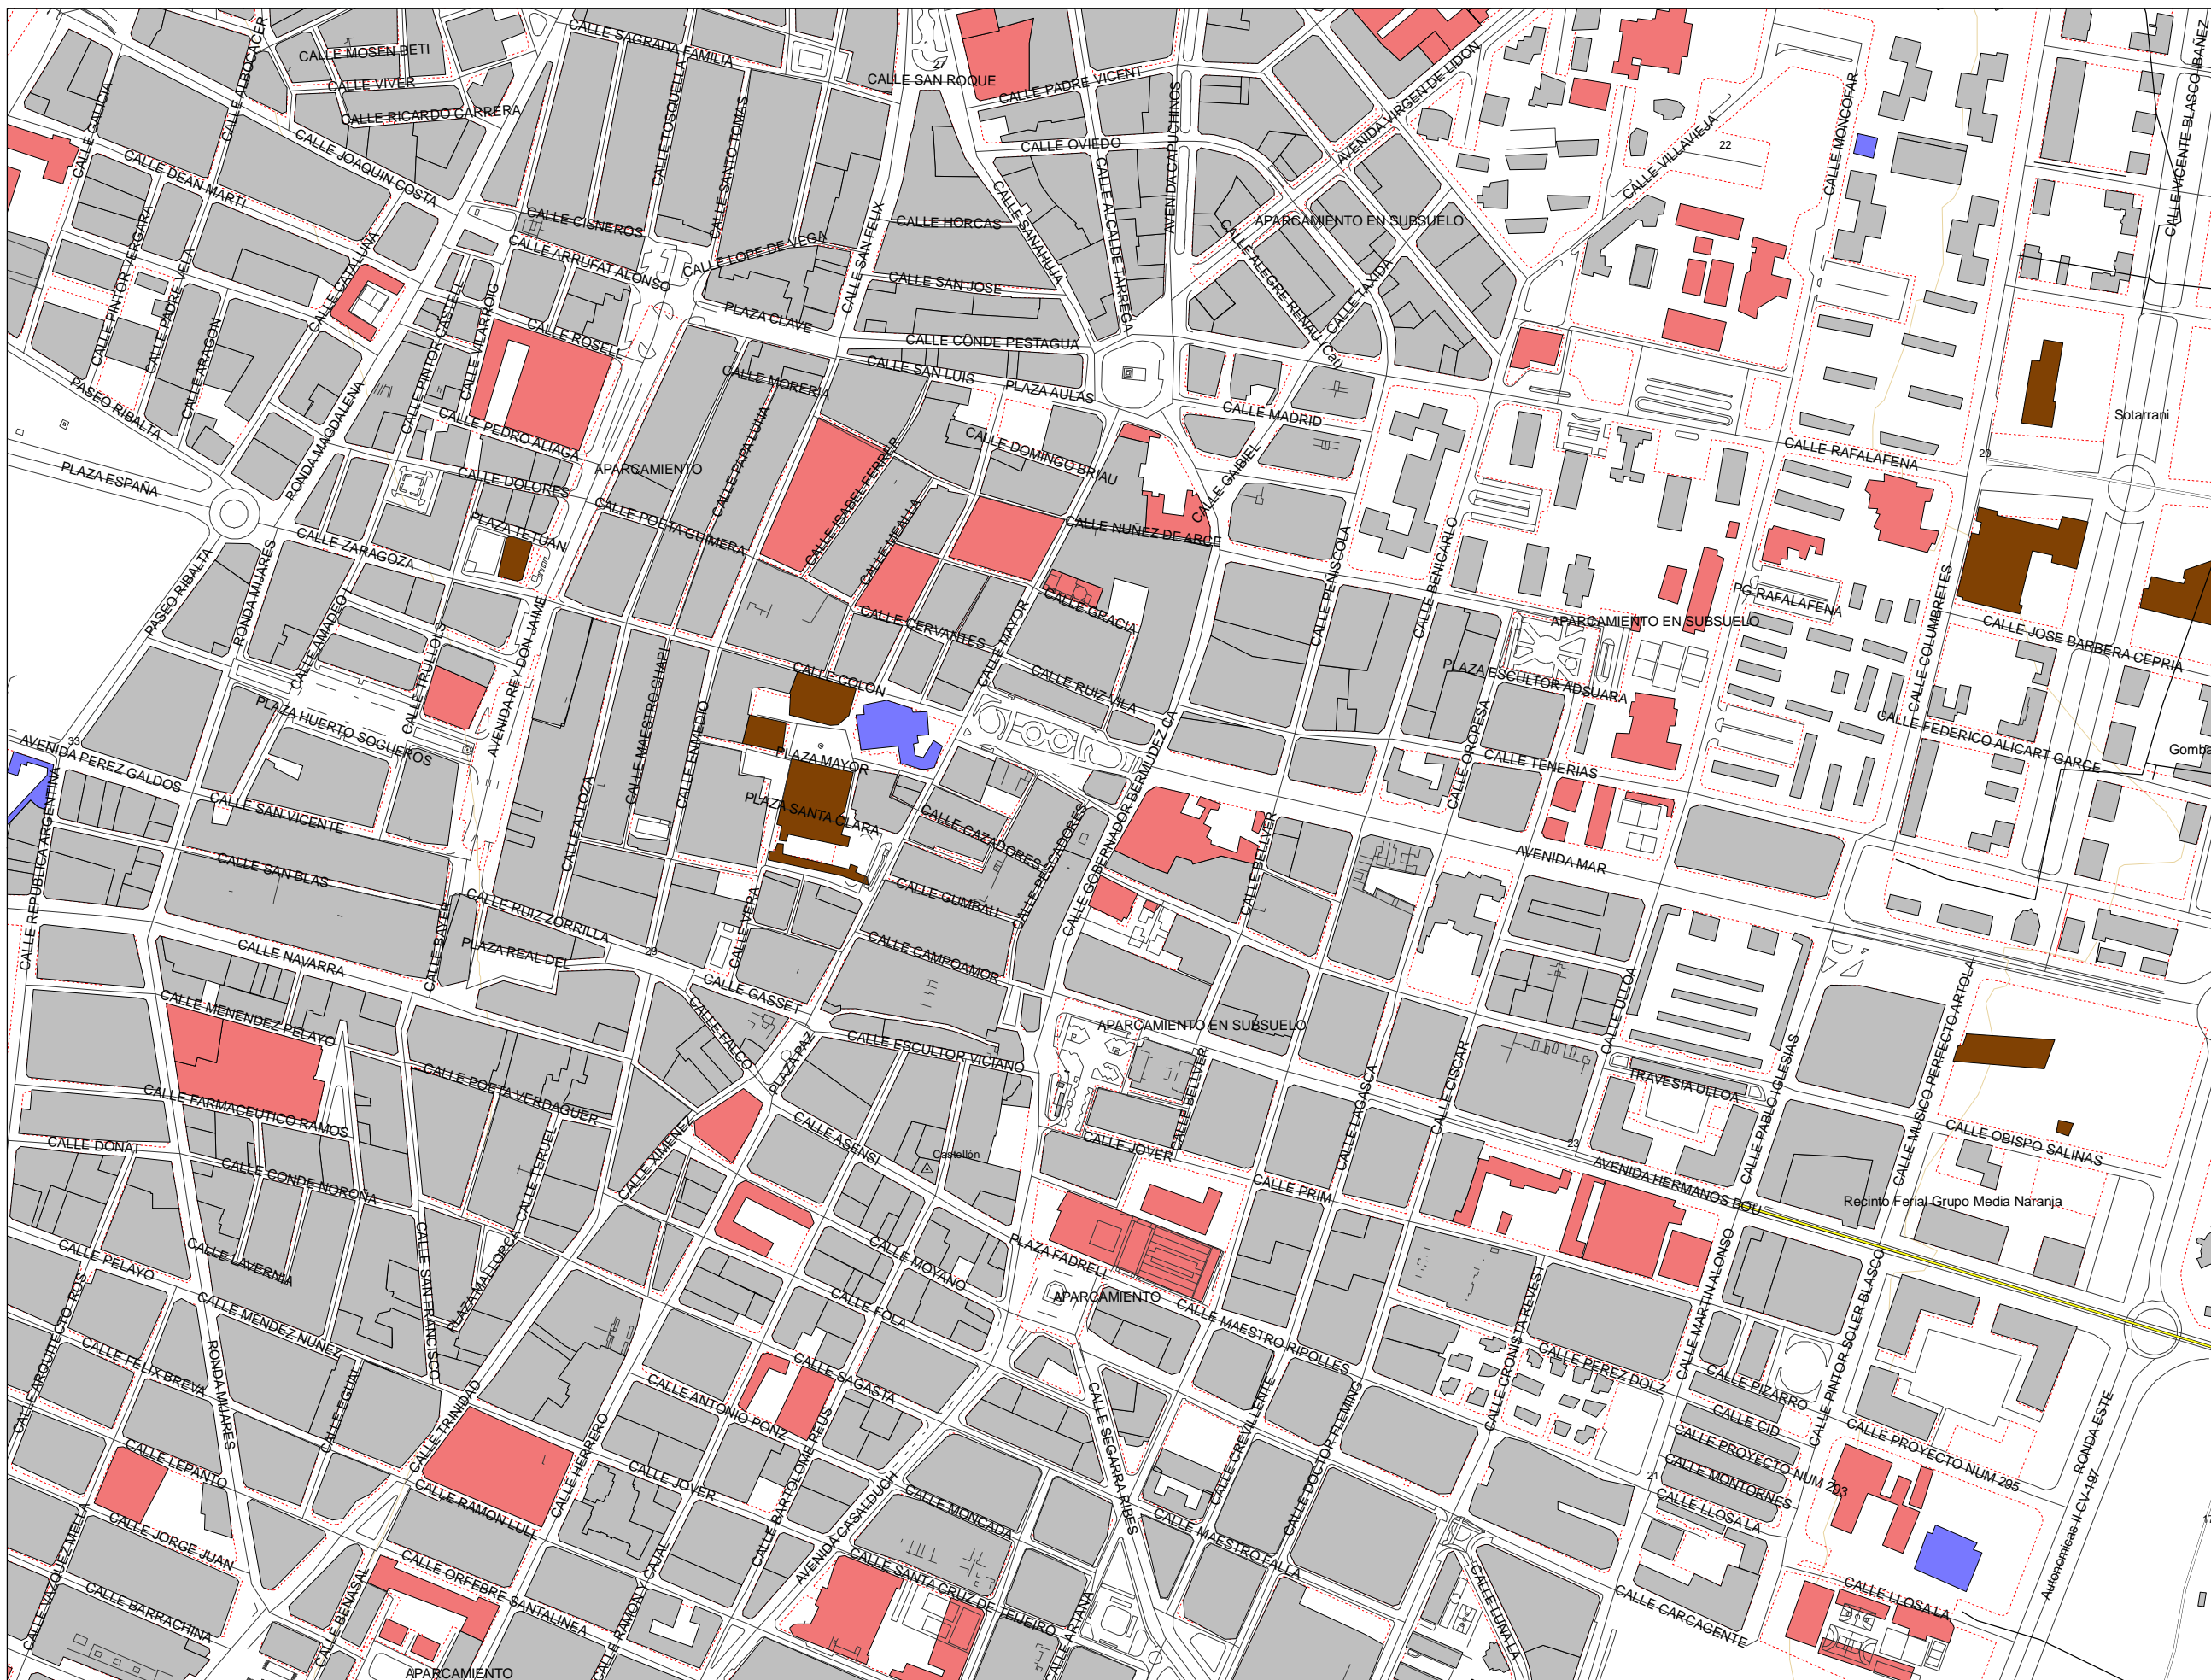 CALLE SAGRADA FAMILIA
CALLE MOSEN BETI
CALLE ALBOCACER
CALLE VIVER
CALLE RICARDO CARRERA
CALLE GALICIA
CALLE JOAQUIN COSTA
CALLE DEAN MARTI
CALLE TOSQUELLA
CALLE SANTO TOMAS
27
CALLE SAN ROQUE
CALLE PADRE VICENT
CALLE OVIEDO
AVENIDA CAPUCHINOS
AVENIDA VIRGEN DE LIDON
CALLE VILLAVIEJA
22
CALLE MONCOFAR
CALLE VICENTE BLASCO IBAÑEZ
CALLE PINTOR VERGARA
CALLE PADRE VELA
CALLE ARAGON
CALLE CATALUNA
CALLE CISNEROS
CALLE ARRUFAT ALONSO
CALLE LOPE DE VEGA
CALLE SAN FELIX
CALLE HORCAS
CALLE SANAHUJA
CALLE ALCALDE TARREGA
APARCAMIENTO EN SUBSUELO
CALLE ALEGRE RENAU (Cat)
CALLE TAXIDA
CALLE SAN JOSE
PLAZA CLAVE
CALLE CONDE PESTAGUA
CALLE SAN LUIS
PLAZA AULAS
CALLE PINTOR CASTELL
CALLE VILARROIG
CALLE ROSELL
CALLE MORERIA
CALLE MADRID
PASEO RIBALTA
RONDA MAGDALENA
CALLE PEDRO ALIAGA
CALLE PAPA LUNA
CALLE ISABEL FERRER
CALLE DOMINGO BRIAU
CALLE GAIBIEL
CALLE RAFALAFENA
Sotarrani
20
PLAZA ESPAÑA
APARCAMIENTO
CALLE DOLORES
CALLE POETA GUIMERA
CALLE MEALLA
CALLE NUÑEZ DE ARCE
PLAZA TETUAN
CALLE ZARAGOZA
PASEO RIBALTA
RONDA MIJARES
CALLE AMADEO I
CALLE TRULLOLS
AVENIDA REY DON JAIME
CALLE CERVANTES
CALLE MAYOR
CALLE GRACIA
CALLE PEÑISCOLA
CALLE BENICARLO
PG RAFALAFENA
APARCAMIENTO EN SUBSUELO
CALLE COLUMBRETES
CALLE JOSE BARBERA CEPRIA
PLAZA ESCULTOR ADSUARA
CALLE COLON
CALLE RUIZ VILA
CALLE MAESTRO CHAPI
CALLE ENMEDIO
PLAZA HUERTO SOGUEROS
33
AVENIDA PEREZ GALDOS
CALLE FEDERICO ALICART GARCE
Gomba
PLAZA MAYOR
CALLE OROPESA
CALLE TENERIAS
CALLE GOBERNADOR BERMUDEZ CA
CALLE SAN VICENTE
CALLE ALLOZA
PLAZA SANTA CLARA
CALLE CAZADORES
CALLE PESCADORES
CALLE BELLVER
AVENIDA MAR
CALLE REPUBLICA ARGENTINA
CALLE SAN BLAS
CALLE VERA
CALLE GUMBAU
CALLE BAYER
CALLE RUIZ ZORRILLA
CALLE NAVARRA
PLAZA REAL DEL
29
CALLE CAMPOAMOR
CALLE GASSET
CALLE ULLOA
CALLE MUSICO PERFECTO ARTOLA
CALLE MENENDEZ PELAYO
CALLE FALCO
PLAZA PAZ
CALLE ESCULTOR VICIANO
APARCAMIENTO EN SUBSUELO
CALLE BELLVER
CALLE LAGASCA
CALLE CISCAR
TRAVESIA ULLOA
CALLE PABLO IGLESIAS
CALLE FARMACEUTICO RAMOS
CALLE POETA VERDAGUER
CALLE XIMENEZ
CALLE ASENSI
CALLE JOVER
23
CALLE OBISPO SALINAS
CALLE DONAT
CALLE CONDE NOROÑA
CALLE TERUEL
Castellón
CALLE PRIM
AVENIDA HERMANOS BOU
Recinto Ferial Grupo Media Naranja
CALLE PELAYO
CALLE LAVERNIA
CALLE SAN FRANCISCO
PLAZA MALLORCA
CALLE MOYANO
PLAZA FADRELL
APARCAMIENTO
CALLE FOLA
CALLE MAESTRO RIPOLLES
CALLE CRONISTA REVEST
CALLE MARTIN ALONSO
CALLE PINTOR SOLER BLASCO
CALLE ARQUITECTO ROS
CALLE MENDEZ NUÑEZ
CALLE FELIX BREVA
RONDA MIJARES
CALLE EGUAL
CALLE TRINIDAD
CALLE SAGASTA
CALLE ANTONIO PONZ
CALLE PEREZ DOLZ
CALLE PIZARRO
CALLE CID
CALLE PROYECTO NUM 295
CALLE PROYECTO NUM 293
CALLE MONTORNES
CALLE LLOSA LA
21
RONDA ESTE
Autonomicas II CV-197
17
CALLE LEPANTO
CALLE HERRERO
CALLE JOVER
CALLE BARTOLOME REUS
CALLE SEGARRA RIBES
CALLE CREVILLENTE
CALLE DOCTOR FLEMING
CALLE RAMON LULL
AVENIDA CASALDUCH
CALLE MONCADA
CALLE MAESTRO FALLA
CALLE VAZQUEZ MELLA
CALLE JORGE JUAN
CALLE BARRACHINA
CALLE BENASAL
CALLE ORFEBRE SANTALINEA
CALLE RAMON Y CAJAL
CALLE SANTA CRUZ DE TEIJEIRO
CALLE ARTANA
CALLE LUNA LA
CALLE CARCAGENTE
CALLE LLOSA LA
APARCAMIENTO